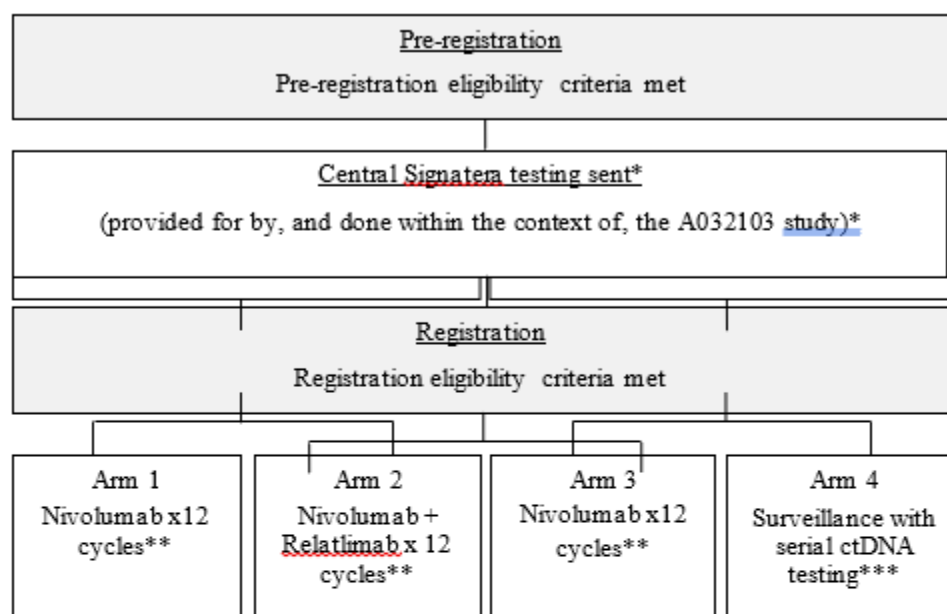 Pre-registration
Pre-registration eligibility criteria met
Central Signatera testing sent*
(provided for by, and done within the context of, the A032103 study)*
Registration
Registration eligibility criteria met
Arm 1
Nivolumab x12
cycles**
Arm 2
Nivolumab +
Relatlimab x 12
cycles**
Arm 3
Nivolumab x12
cycles**
Arm 4
Surveillance with
serial ctDNA
testing***